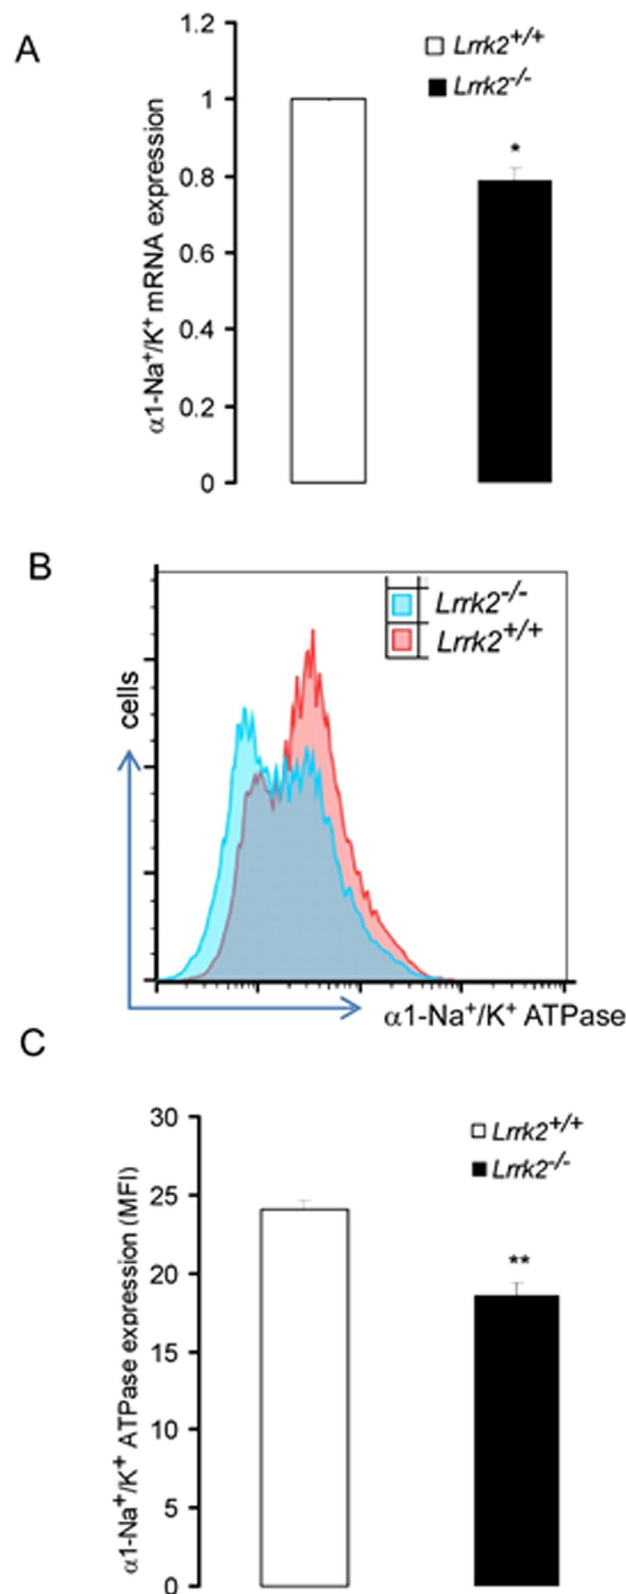 A
1.2
1
0.8
0.6
0.4
0.2
0
α1-Na⁺/K⁺ mRNA expression
Lrrk2⁺/⁺
Lrrk2⁻/⁻
*
B
cells
Lrrk2⁻/⁻
Lrrk2⁺/⁺
α1-Na⁺/K⁺ ATPase
C
30
25
20
15
10
5
0
α1-Na⁺/K⁺ ATPase expression (MFI)
Lrrk2⁺/⁺
Lrrk2⁻/⁻
**